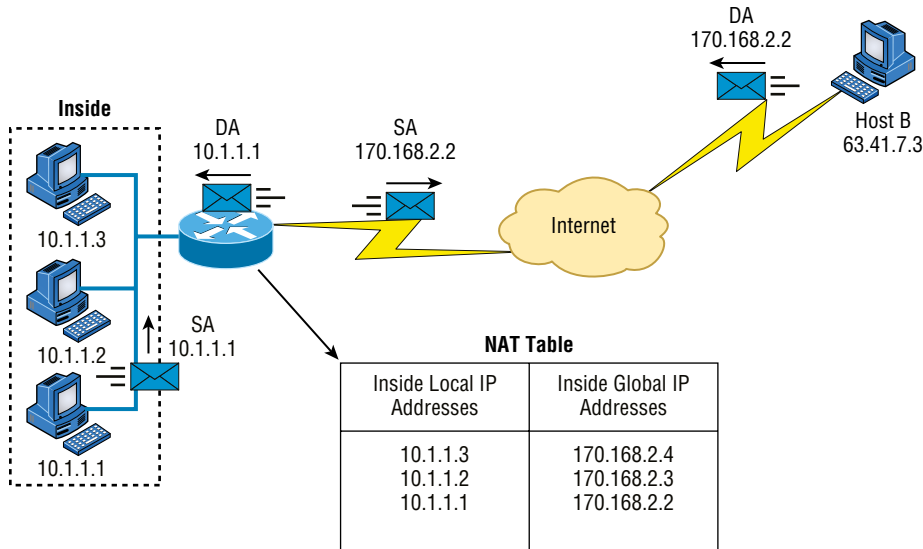 DA
170.168.2.2
Inside
Host B
63.41.7.3
DA
10.1.1.1
SA
170.168.2.2
Internet
10.1.1.3
10.1.1.2
SA
10.1.1.1
10.1.1.1
NAT Table
Inside Local IP
Addresses
Inside Global IP
Addresses
10.1.1.3 170.168.2.4
10.1.1.2 170.168.2.3
10.1.1.1 170.168.2.2